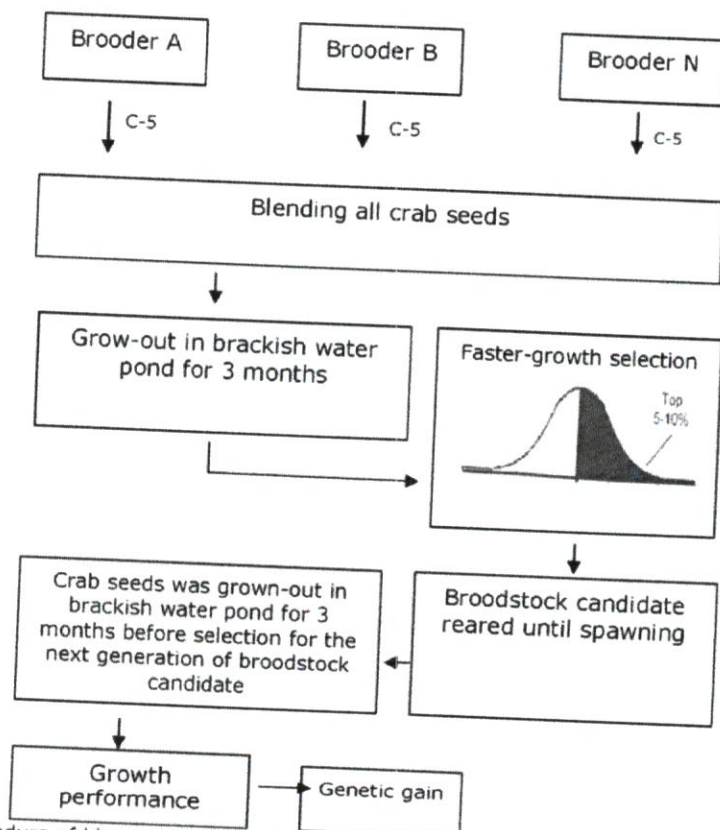 Brooder A
Brooder B
Brooder N
C-5
C-5
C-5
Blending all crab seeds
Grow-out in brackish water
pond for 3 months
Faster-growth selection
Top
5-10%
Crab seeds was grown-out in
brackish water pond for 3
months before selection for the
next generation of broodstock
candidate
Broodstock candidate
reared until spawning
Growth
performance
Genetic gain